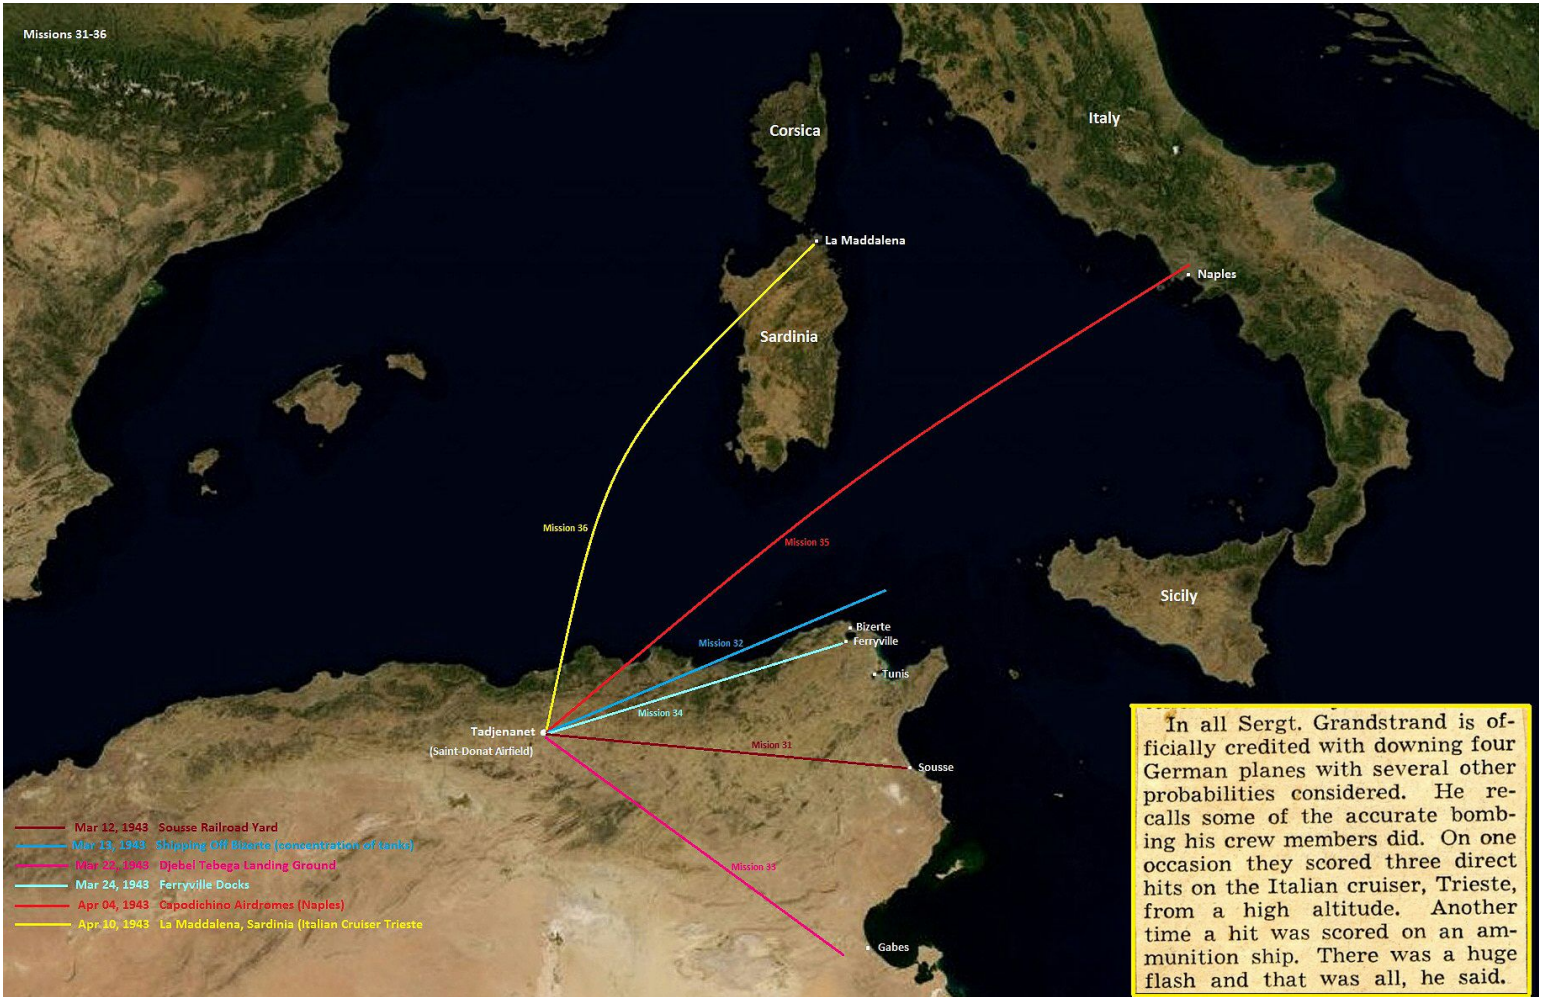 Missions 31-36
Italy
Corsica
La Maddalena
Naples
Sardinia
Mission 36
Mission 35
Sicily
Bizerte
Mission 32
Ferryville
Tunis
Mission 34
Tadjenanet
(Saint-Donat Airfield)
Mision 31
Sousse
Mission 33
Gabes
Mar 12, 1943 Sousse Railroad Yard
Mar 13, 1943 Shipping Off Bizerte (concentration of tanks)
Mar 22, 1943 Djebel Tebega Landing Ground
Mar 24, 1943 Ferryville Docks
Apr 04, 1943 Capodichino Airdromes (Naples)
Apr 10, 1943 La Maddalena, Sardinia (Italian Cruiser Trieste
In all Sergt. Grandstrand is of-
ficially credited with downing four
German planes with several other
probabilities considered. He re-
calls some of the accurate bomb-
ing his crew members did. On one
occasion they scored three direct
hits on the Italian cruiser, Trieste,
from a high altitude. Another
time a hit was scored on an am-
munition ship. There was a huge
flash and that was all, he said.